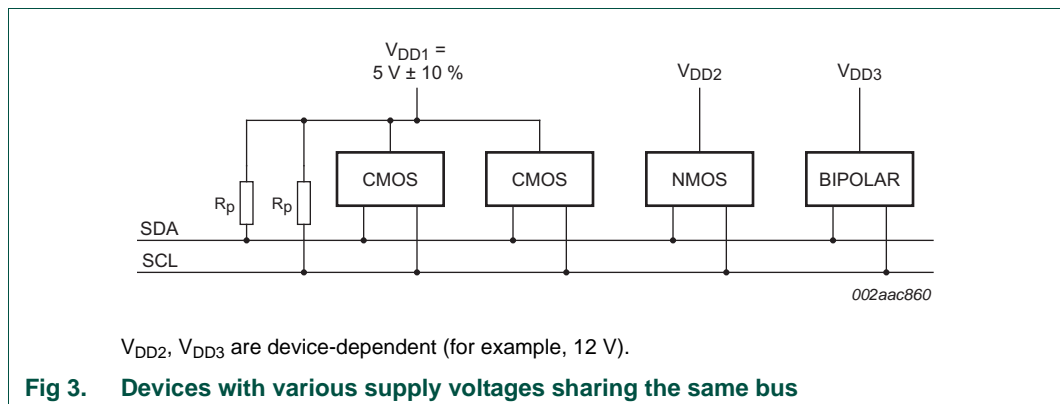 VDD1 =
5 V ± 10 %
VDD2
VDD3
CMOS
CMOS
NMOS
BIPOLAR
Rp
Rp
SDA
SCL
002aac860
VDD2, VDD3 are device-dependent (for example, 12 V).
Fig 3. Devices with various supply voltages sharing the same bus